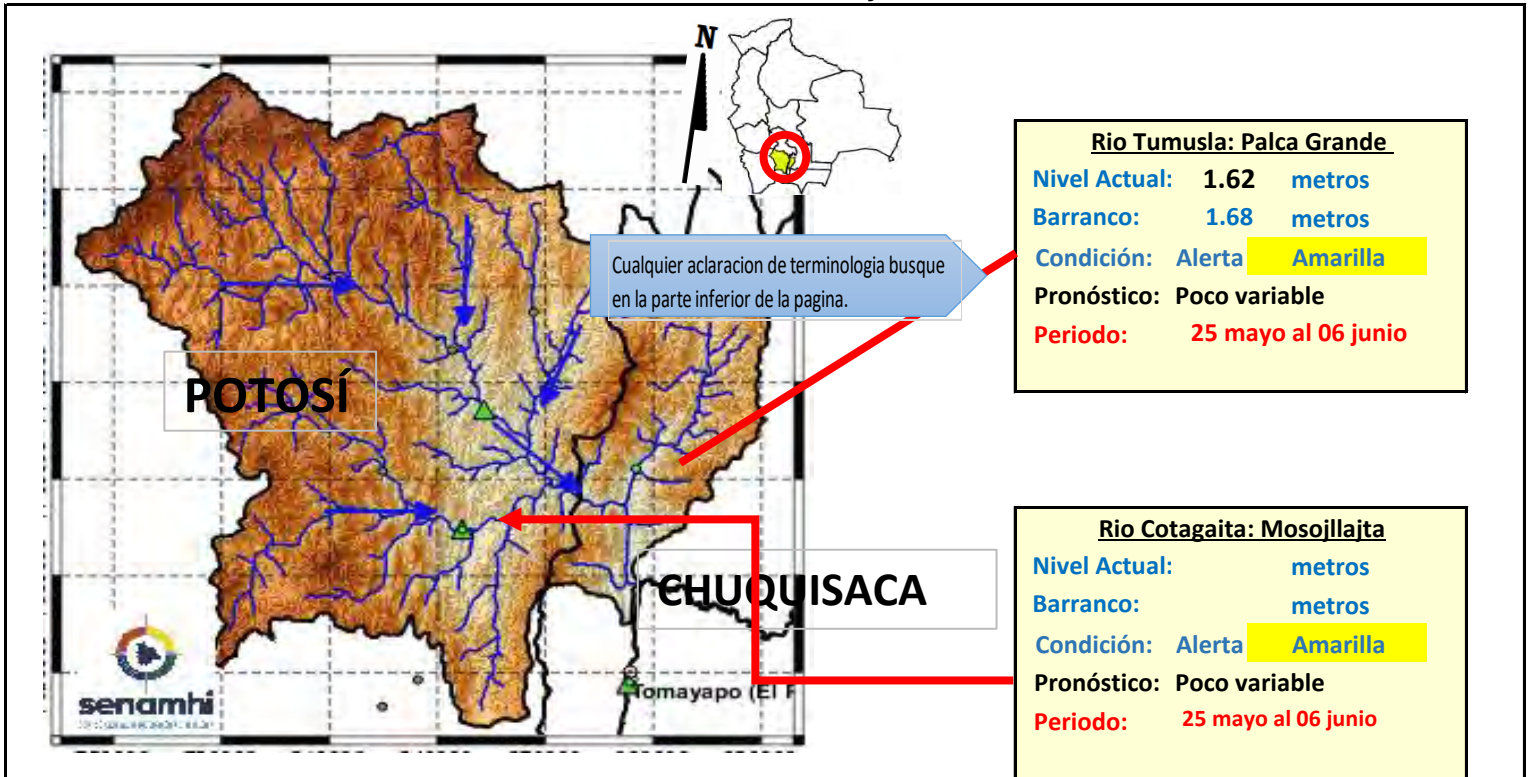 N
Cualquier aclaracion de terminologia busque
en la parte inferior de la pagina.
POTOSÍ
CHUQUISACA
Tomayapo (El
senamhi
Rio Tumusla: Palca Grande
Nivel Actual: 1.62 metros
Barranco: 1.68 metros
Condición: Alerta Amarilla
Pronóstico: Poco variable
Periodo: 25 mayo al 06 junio
Rio Cotagaita: Mosojllajta
Nivel Actual: metros
Barranco: metros
Condición: Alerta Amarilla
Pronóstico: Poco variable
Periodo: 25 mayo al 06 junio